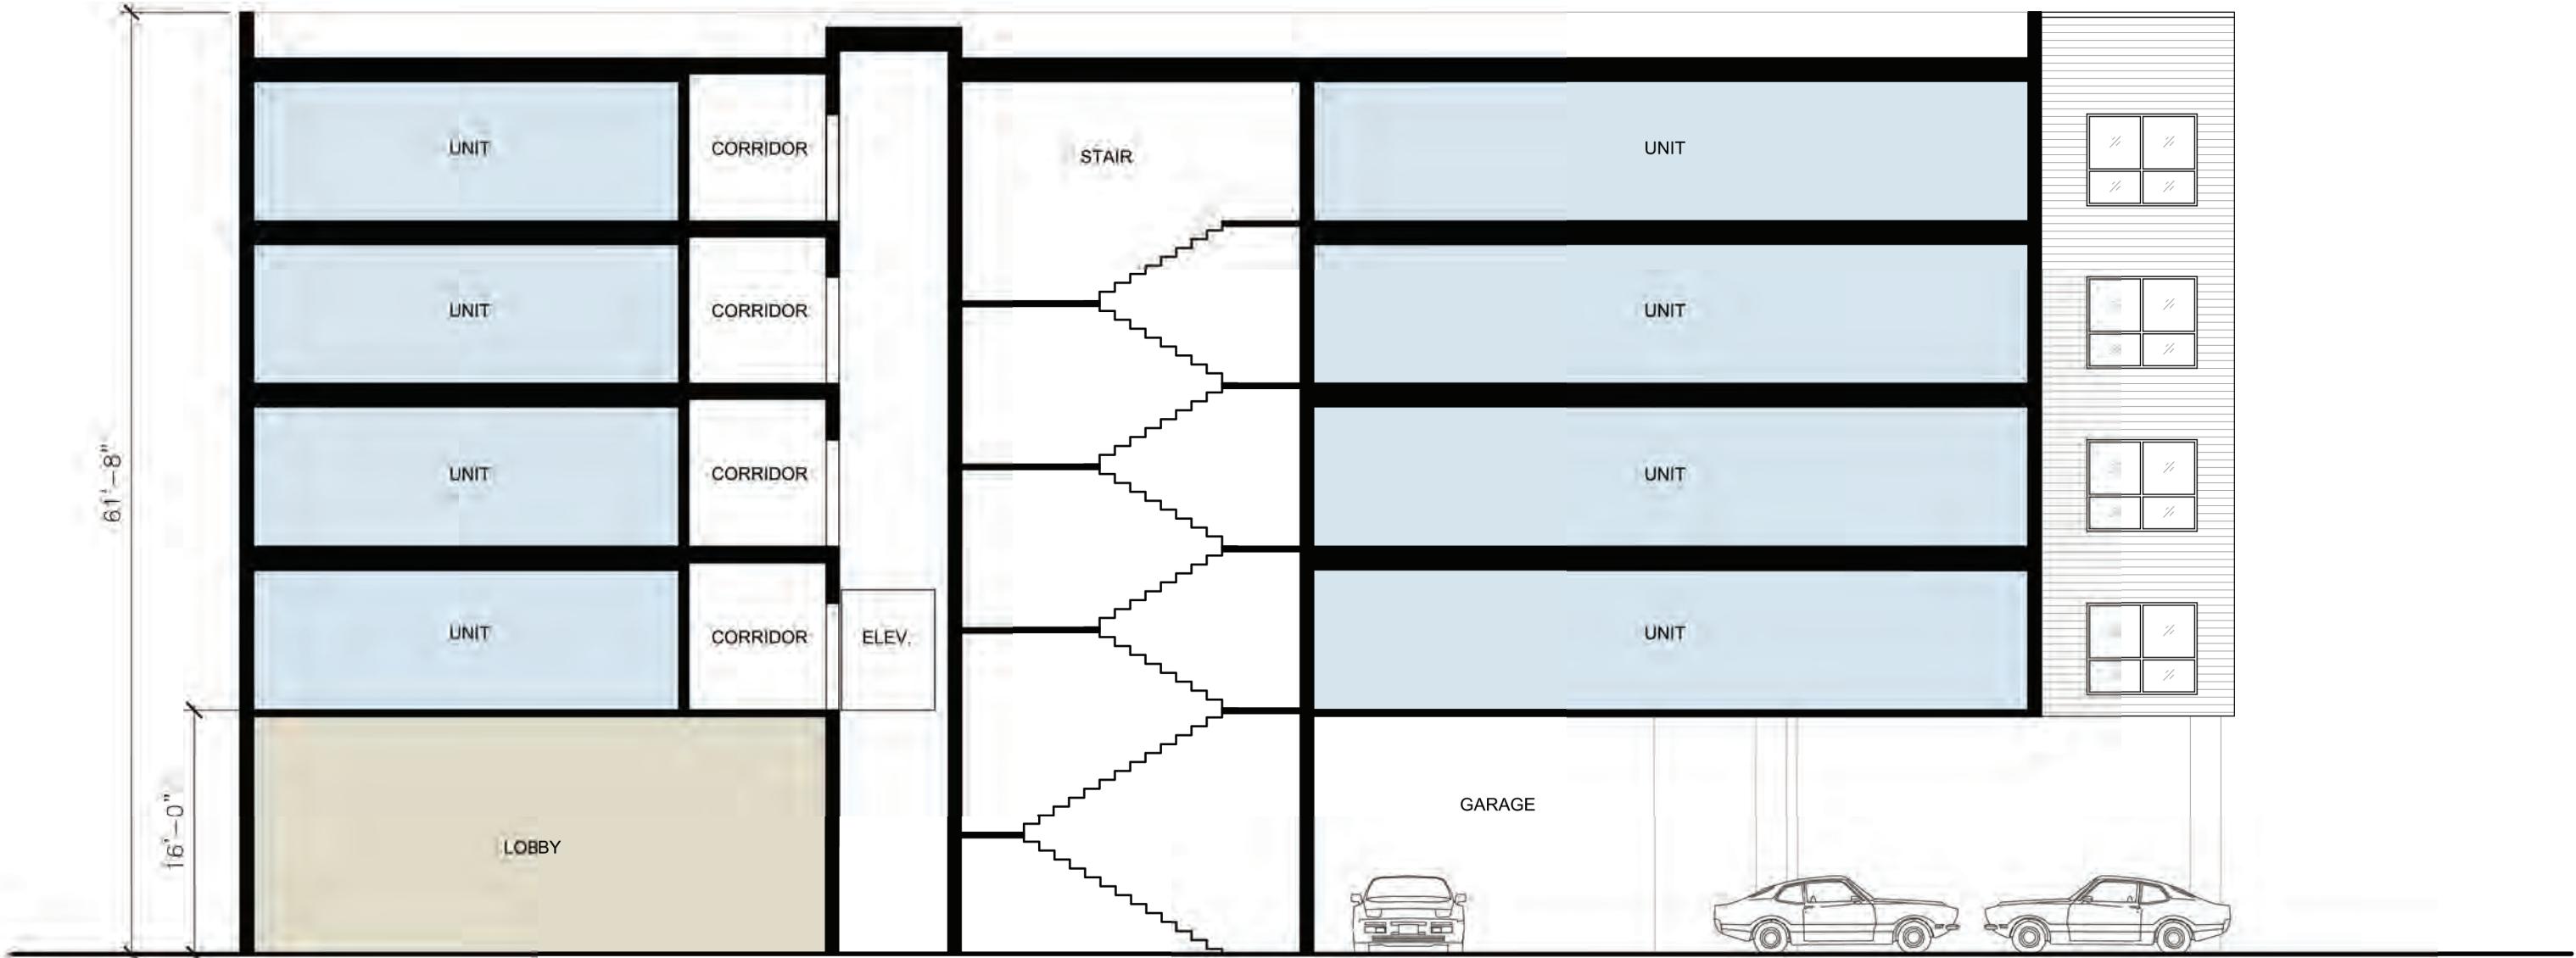 UNIT
CORRIDOR
STAIR
UNIT
UNIT
CORRIDOR
UNIT
61'-8"
UNIT
CORRIDOR
UNIT
UNIT
CORRIDOR
ELEV.
UNIT
16'-0"
LOBBY
GARAGE